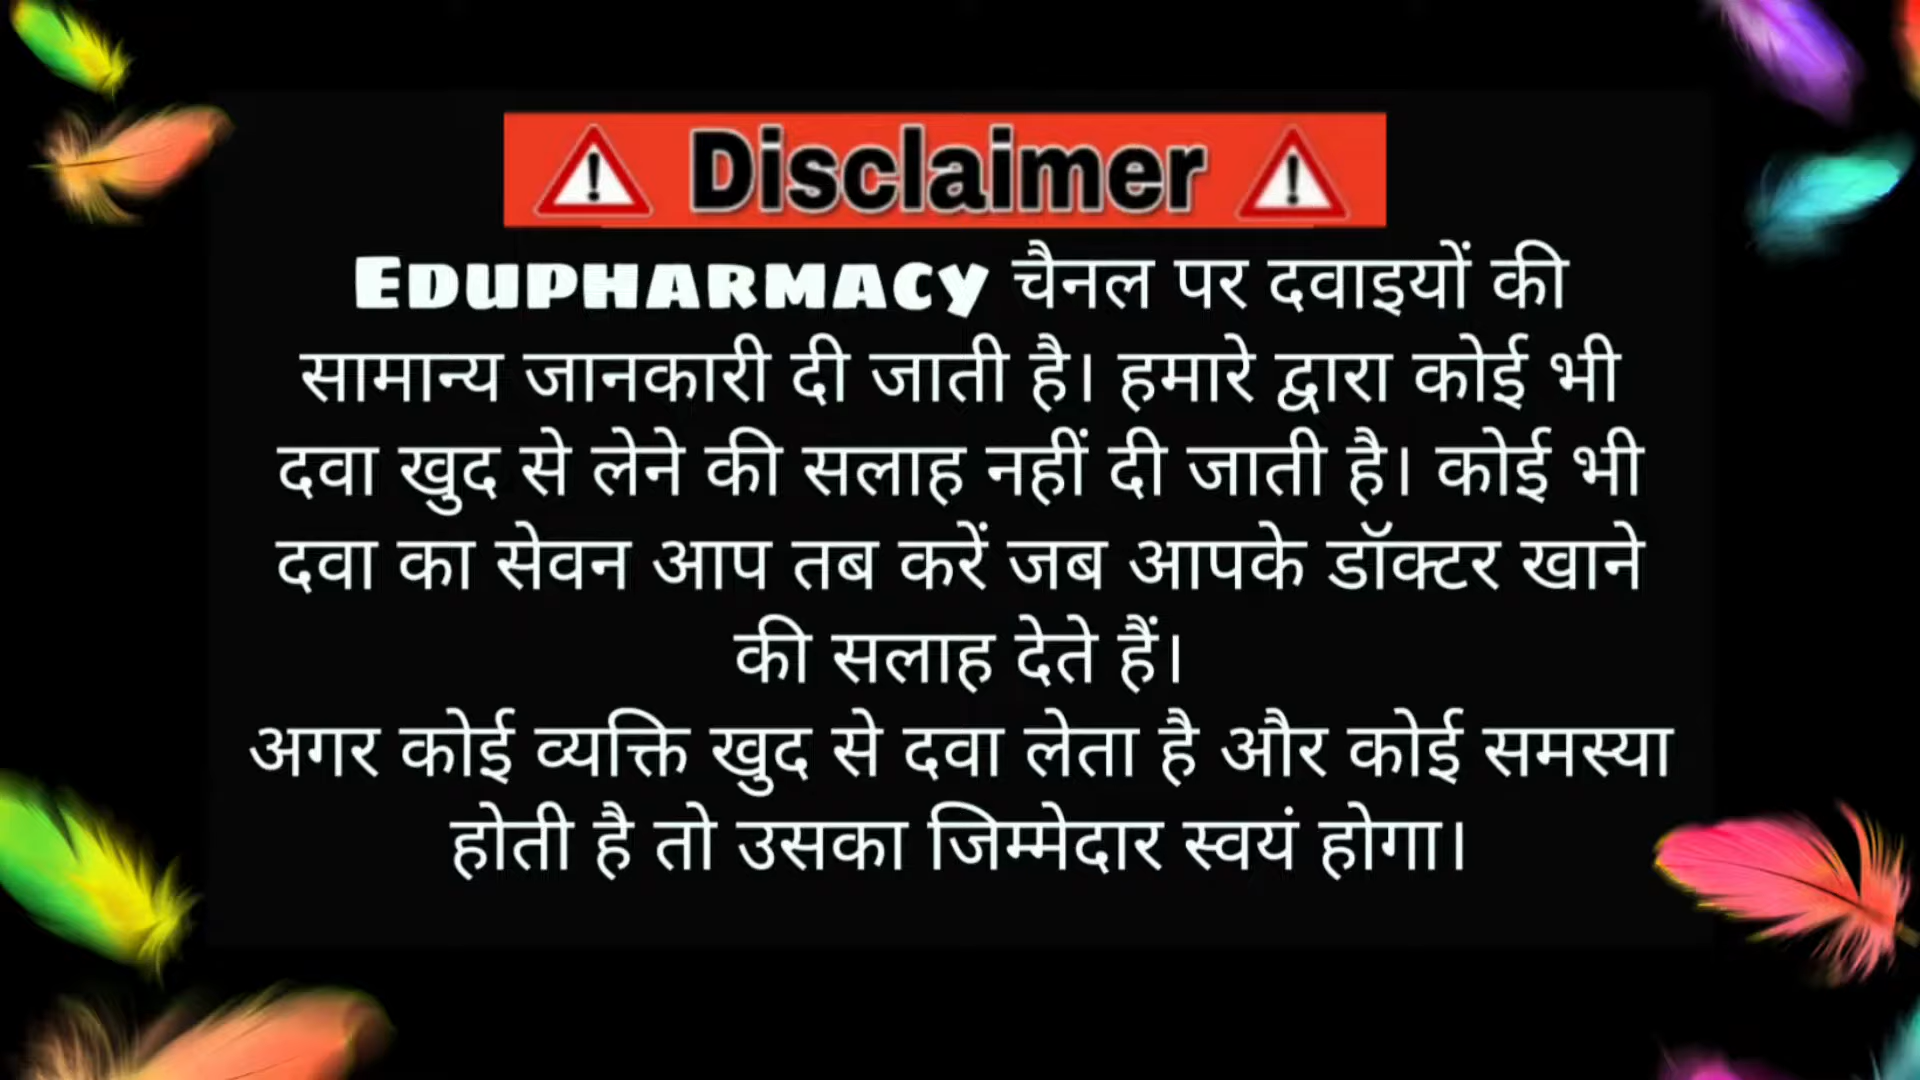 Disclaimer
EDUPHARMACY चैनल पर दवाइयों की
सामान्य जानकारी दी जाती है। हमारे द्वारा कोई भी
दवा खुद से लेने की सलाह नहीं दी जाती है। कोई भी
दवा का सेवन आप तब करें जब आपके डॉक्टर खाने
की सलाह देते हैं।
अगर कोई व्यक्ति खुद से दवा लेता है और कोई समस्या
होती है तो उसका जिम्मेदार स्वयं होगा।